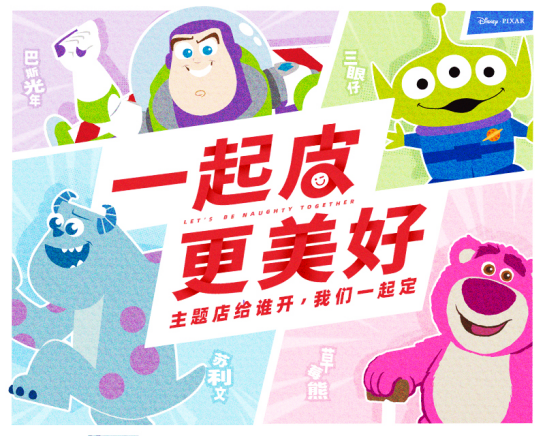 Disney · PIXAR
巴斯光年
三眼仔
一起皮
LET'S BE NAUGHTY TOGETHER
更美好
主题店给谁开，我们一起定
苏利文
草莓熊